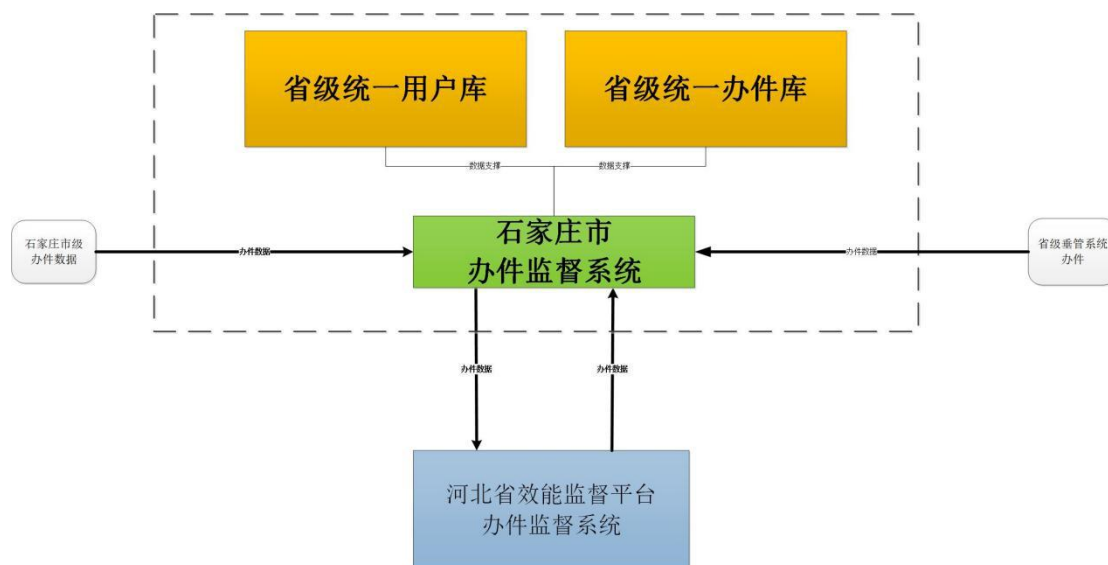 省级统一用户库
省级统一办件库
数据支撑
数据支撑
石家庄市
办件监督系统
石家庄市级
办件数据
办件数据
办件数据
省级垂管系统
办件
办件数据
办件数据
河北省效能监督平台
办件监督系统